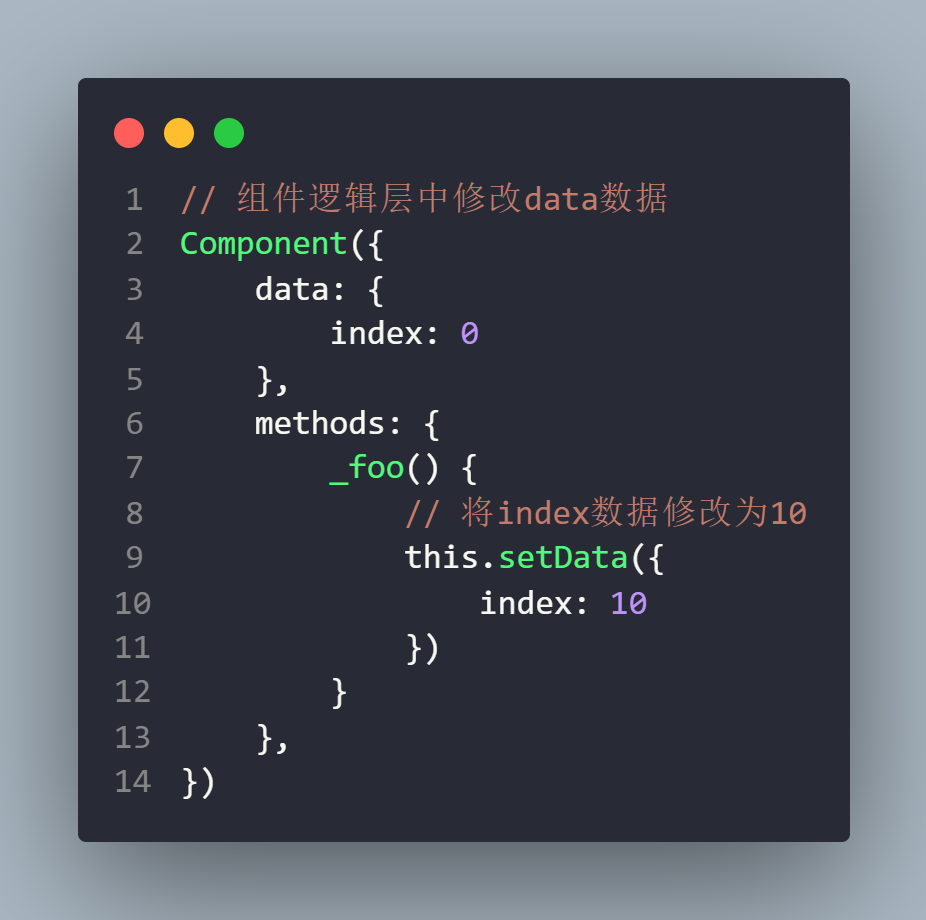 1 // 组件逻辑层中修改data数据
2 Component({
3     data: {
4         index: 0
5     },
6     methods: {
7         _foo() {
8             // 将index数据修改为10
9             this.setData({
10                 index: 10
11             })
12         }
13     },
14 })